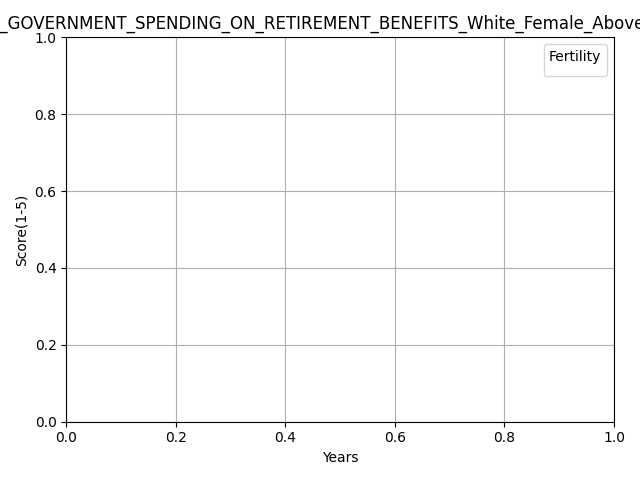 _GOVERNMENT_SPENDING_ON_RETIREMENT_BENEFITS_White_Female_Above
Fertility
Score(1-5)
1.0
0.8
0.6
0.4
0.2
0.0
0.0 0.2 0.4 0.6 0.8 1.0
Years